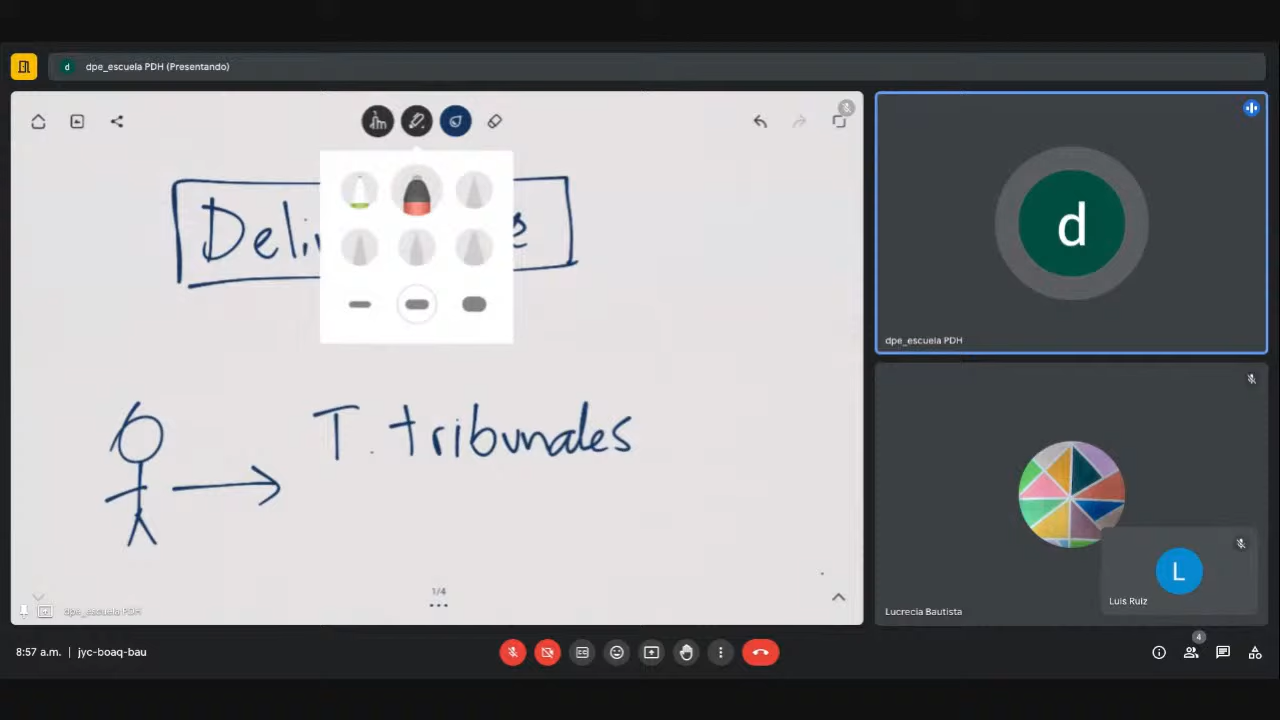 d dpe_escuela PDH (Presentando)
T. tribunales
1/4
dpe_escuela PDH
d
dpe_escuela PDH
L
Luis Ruiz
Lucrecia Bautista
8:57 a.m. | jyc-boaq-bau
4